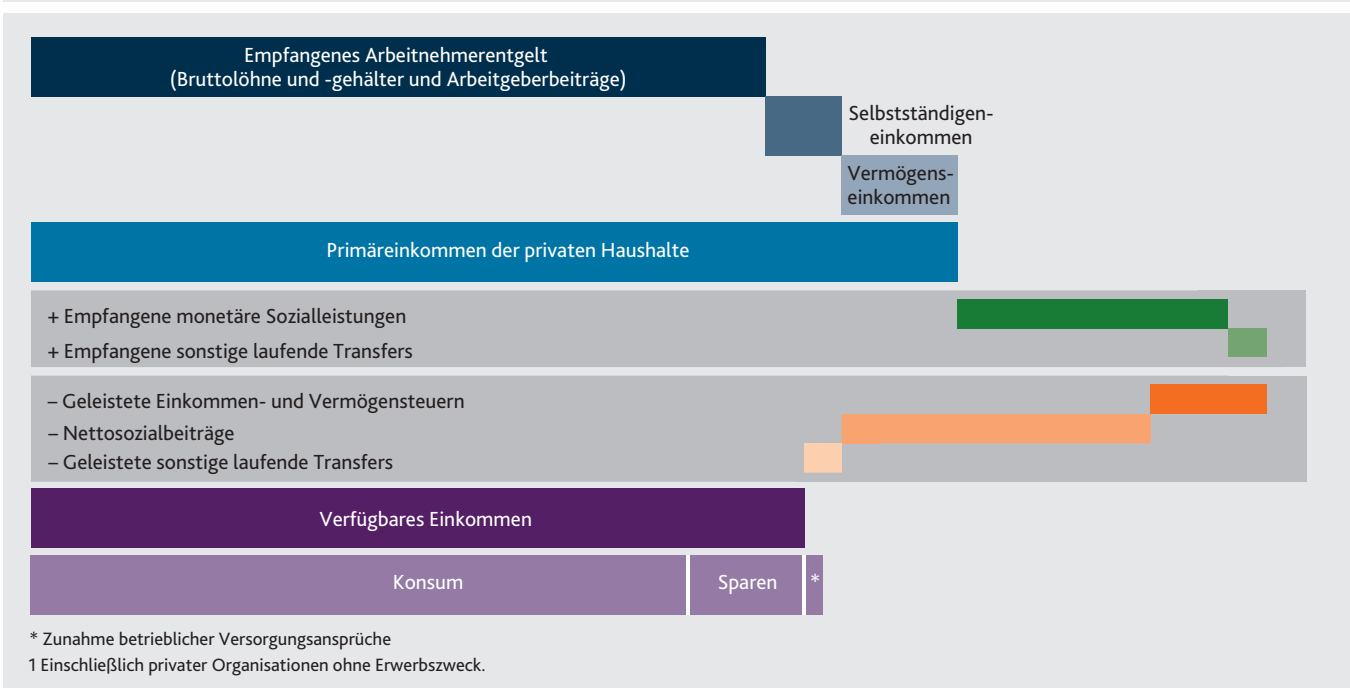 Empfangenes Arbeitnehmerentgelt
(Bruttolöhne und -gehälter und Arbeitgeberbeiträge)
Selbstständigen-
einkommen
Vermögens-
einkommen
Primäreinkommen der privaten Haushalte
+ Empfangene monetäre Sozialleistungen
+ Empfangene sonstige laufende Transfers
– Geleistete Einkommen- und Vermögensteuern
– Nettosozialbeiträge
– Geleistete sonstige laufende Transfers
Verfügbares Einkommen
Konsum
Sparen
*
* Zunahme betrieblicher Versorgungsansprüche
1 Einschließlich privater Organisationen ohne Erwerbszweck.